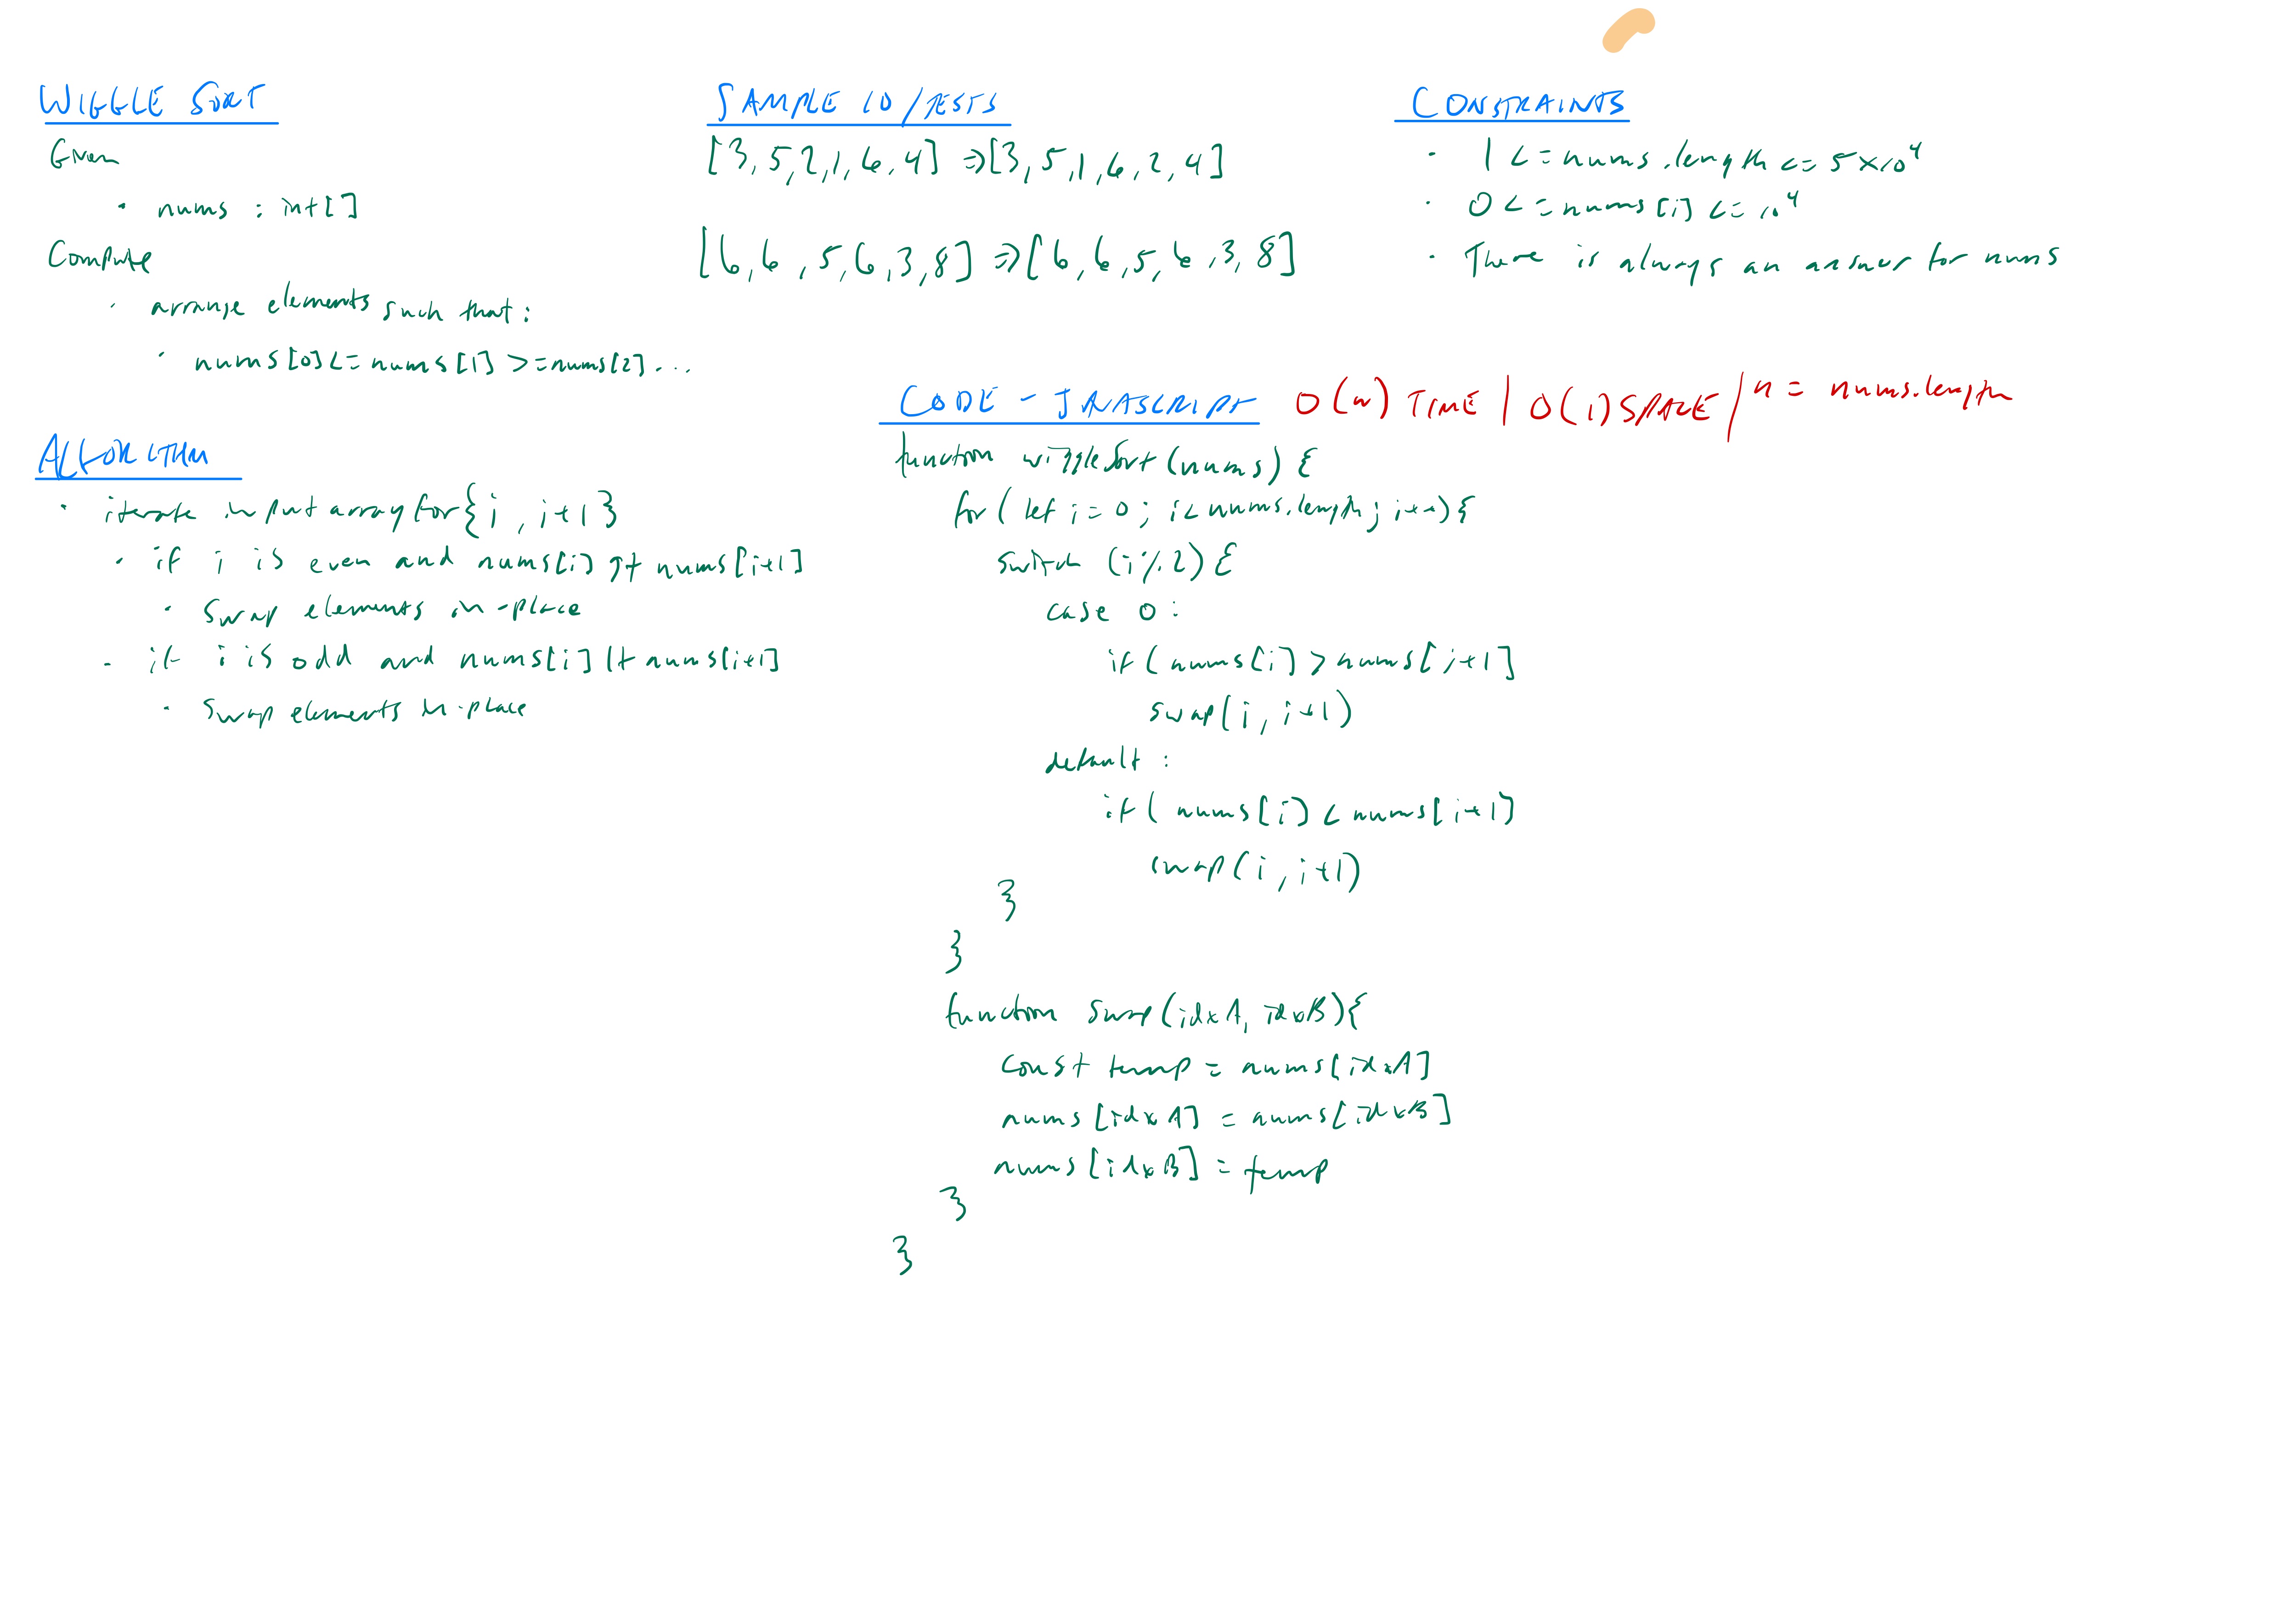 WIGGLE SORT
Given
· nums : int[]
Compute
· arrange elements such that:
· nums[0] <= nums[1] >= nums[2] ...
SAMPLE IO/TESTS
[3, 5, 2, 1, 6, 4] => [3, 5, 1, 6, 2, 4]
[6, 6, 5, 6, 3, 8] => [6, 6, 5, 6, 3, 8]
CONSTRAINTS
· 1 <= nums.length <= 5 x 10^4
· 0 <= nums[i] <= 10^4
· There is always an answer for nums
ALGORITHM
· iterate input array for {i, i+1}
· if i is even and nums[i] gt nums[i+1]
· Swap elements in-place
· if i is odd and nums[i] lt nums[i+1]
· Swap elements in-place
CODE - JAVASCRIPT O(n) TIME | O(1) SPACE / n = nums.length
function wiggleSort(nums) {
for (let i = 0; i < nums.length; i++) {
switch (i % 2) {
case 0:
if (nums[i] > nums[i+1]
swap(i, i+1)
default:
if (nums[i] < nums[i+1]
swap(i, i+1)
}
}
function swap(idxA, idxB) {
const temp = nums[idxA]
nums[idxA] = nums[idxB]
nums[idxB] = temp
}
}